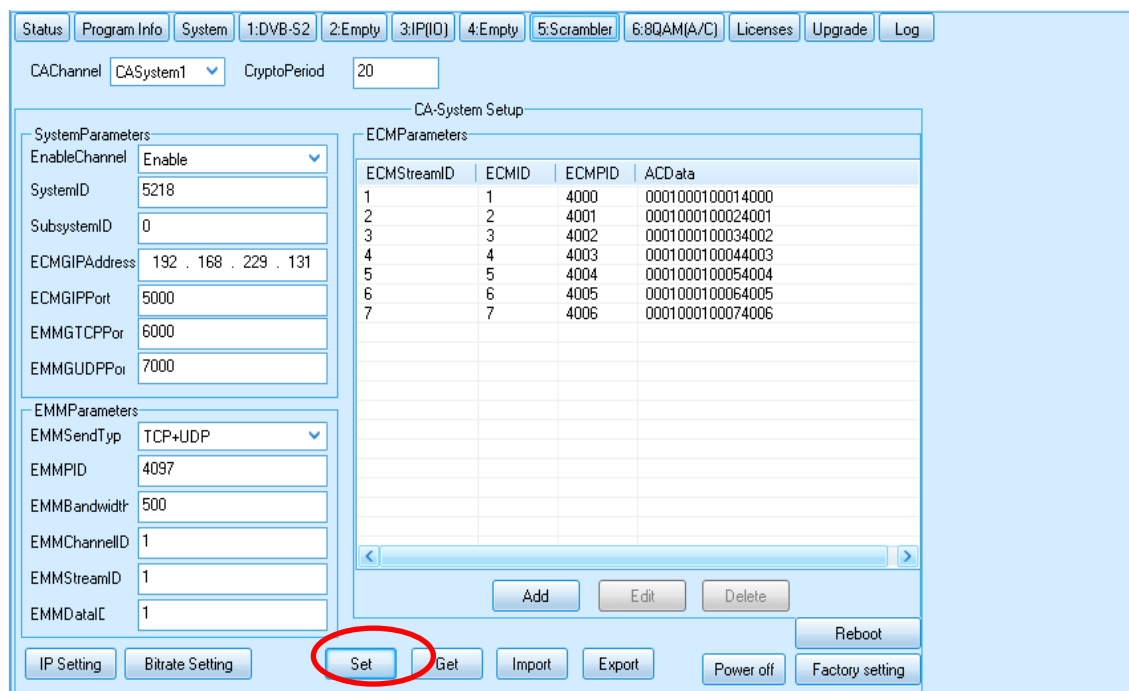 Status Program Info System 1:DVB-S2 2:Empty 3:IP(IO) 4:Empty 5:Scrambler 6:8QAM(A/C) Licenses Upgrade Log
CAChannel CASystem1 CryptoPeriod 20
CA-System Setup
SystemParameters
EnableChannel Enable
SystemID 5218
SubsystemID 0
ECMGIPAddress 192 . 168 . 229 . 131
ECMGIPPort 5000
EMMGTCPPor 6000
EMMGUDPPoi 7000
EMMParameters
EMMSendTyp TCP+UDP
EMMPID 4097
EMMBandwidth 500
EMMChannelID 1
EMMStreamID 1
EMMDataID 1
ECMParameters
ECMStreamID ECMID ECMPID ACData
1 1 4000 0001000100014000
2 2 4001 0001000100024001
3 3 4002 0001000100034002
4 4 4003 0001000100044003
5 5 4004 0001000100054004
6 6 4005 0001000100064005
7 7 4006 0001000100074006
Add Edit Delete
Reboot
IP Setting Bitrate Setting Set Get Import Export Power off Factory setting